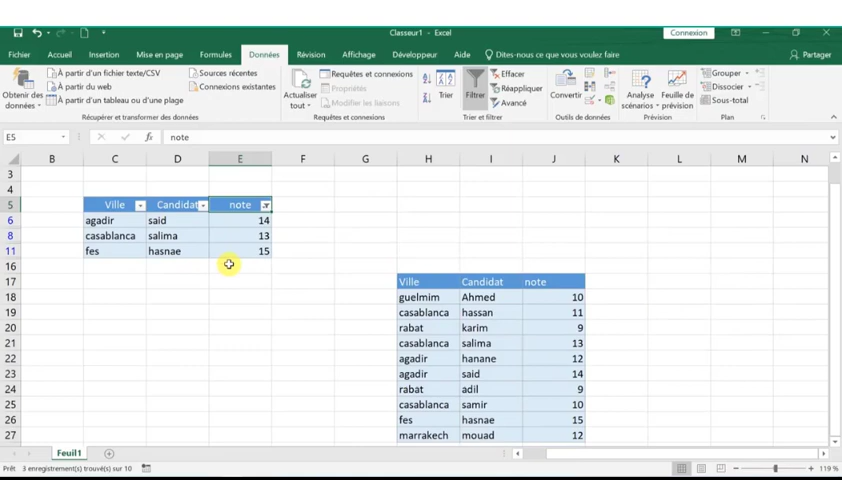 Classeur1 - Excel
Connexion
Fichier Accueil Insertion Mise en page Formules Données Révision Affichage Développeur Aide Dites-nous ce que vous voulez faire Partager
À partir d'un fichier texte/CSV
À partir du web
À partir d'un tableau ou d'une plage
Obtenir des données
Sources récentes
Connexions existantes
Récupérer et transformer des données
Actualiser tout
Requêtes et connexions
Propriétés
Modifier les liaisons
Requêtes et connexions
Trier
Filtrer
Effacer
Réappliquer
Avancé
Trier et filtrer
Convertir
Outils de données
Analyse scénarios
Feuille de prévision
Prévision
Grouper
Dissocier
Sous-total
Plan
E5 fx note
B C D E F G H I J K L M N
3
4
5 Ville Candidat note
6 agadir said 14
8 casablanca salima 13
11 fes hasnae 15
16
17 Ville Candidat note
18 guelmim Ahmed 10
19 casablanca hassan 11
20 rabat karim 9
21 casablanca salima 13
22 agadir hanane 12
23 agadir said 14
24 rabat adil 9
25 casablanca samir 10
26 fes hasnae 15
27 marrakech mouad 12
Feuil1
Prêt 3 enregistrement(s) trouvé(s) sur 10 119 %